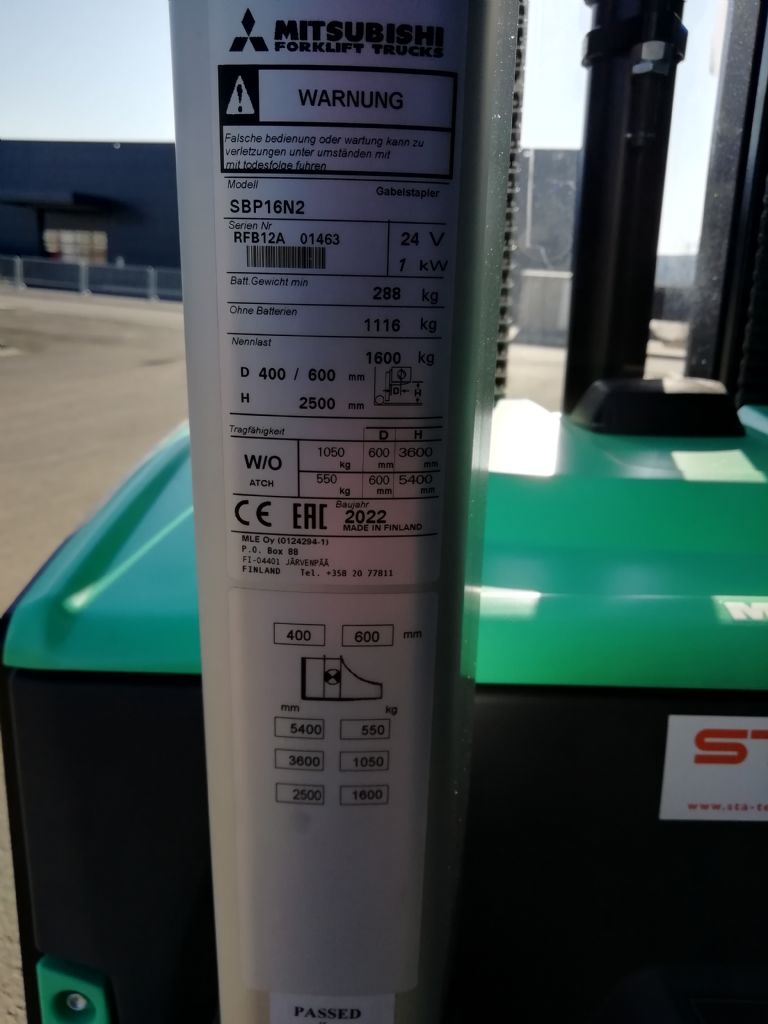 MITSUBISHI
FORKLIFT TRUCKS
WARNUNG
Falsche bedienung oder wartung kann zu
verletzungen unter umständen mit
mit todesfolge fuhren
Modell
Gabelstapler
SBP16N2
Serien Nr
RFB12A 01463
24 V
1 kW
Batt.Gewicht min
288 kg
Ohne Batterien
1116 kg
Nennlast
1600 kg
D 400 / 600 mm
H 2500 mm
D
H
Tragfähigkeit
D H
W/O
ATCH
1050 kg 600 mm 3600 mm
550 kg 600 mm 5400 mm
CE EAC
Baujahr
2022
MADE IN FINLAND
MLE Oy (0124294-1)
P.O. Box 88
FI-04401 JÄRVENPÄÄ
FINLAND Tel. +358 20 77811
400 600 mm
mm kg
5400 550
3600 1050
2500 1600
PASSED
M
ST
www.sta-te